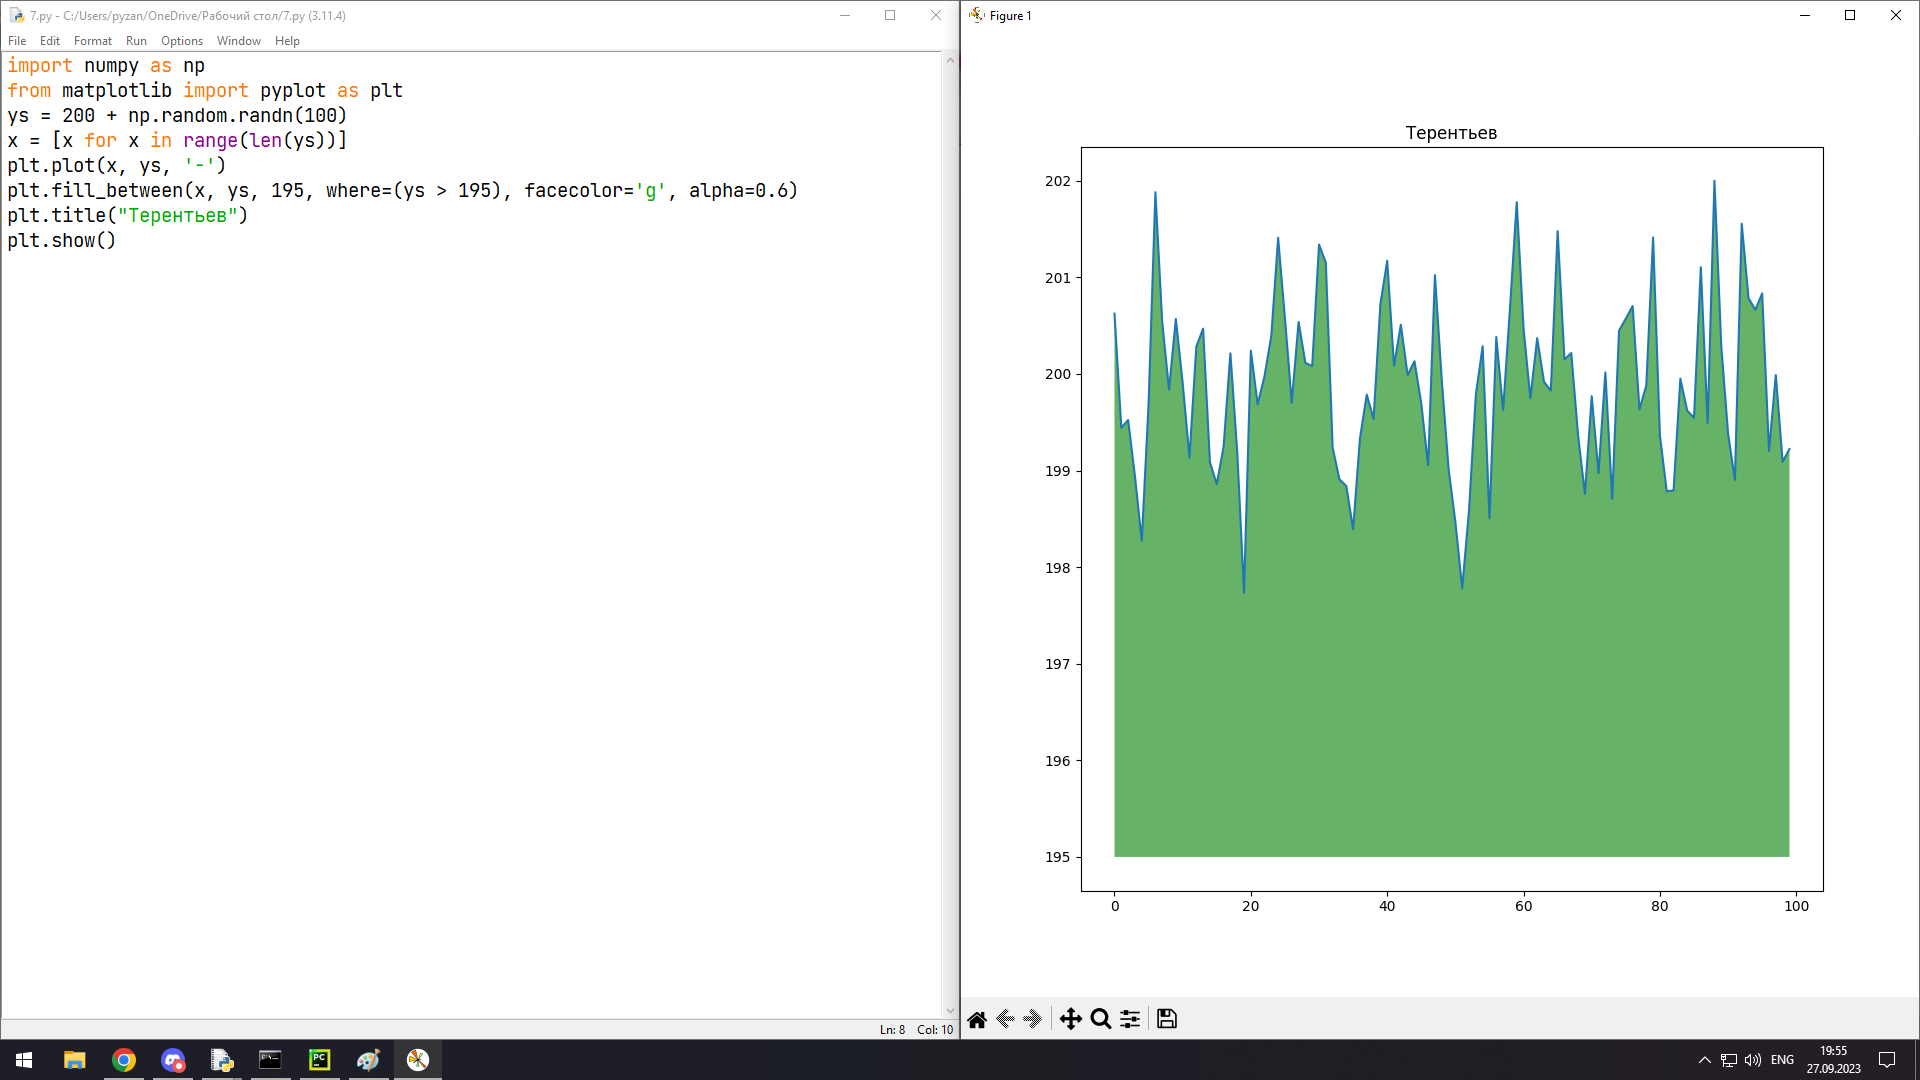 7.py - C:/Users/pyzan/OneDrive/Рабочий стол/7.py (3.11.4)
File Edit Format Run Options Window Help
import numpy as np
from matplotlib import pyplot as plt
ys = 200 + np.random.randn(100)
x = [x for x in range(len(ys))]
plt.plot(x, ys, '-')
plt.fill_between(x, ys, 195, where=(ys > 195), facecolor='g', alpha=0.6)
plt.title("Терентьев")
plt.show()
Ln: 8 Col: 10
Figure 1
Терентьев
202
201
200
199
198
197
196
195
0 20 40 60 80 100
PC
ENG
19:55
27.09.2023